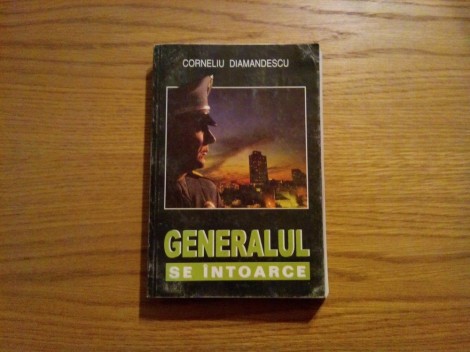 CORNELIU DIAMANDESCU
GENERALUL
SE ÎNTOARCE